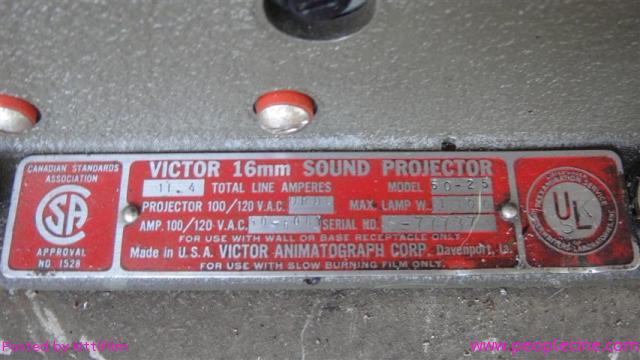 CANADIAN STANDARDS
ASSOCIATION
CSA
APPROVAL
NO. 1528
VICTOR 16mm SOUND PROJECTOR
11.4 TOTAL LINE AMPERES MODEL 60-25
PROJECTOR 100/120 V.A.C. MAX. LAMP W.
AMP. 100/120 V.A.C. SERIAL NO.
FOR USE WITH WALL OR BASE RECEPTACLE ONLY
Made in U.S.A. VICTOR ANIMATOGRAPH CORP. Davenport, Ia.
FOR USE WITH SLOW BURNING FILM ONLY.
UL
Posted by
www.peoplecine.com